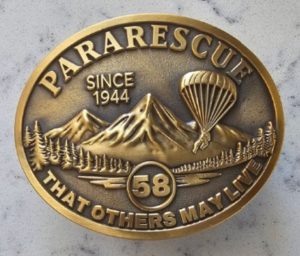 PARARESCUE
SINCE
1944
58
THAT OTHERS MAY LIVE